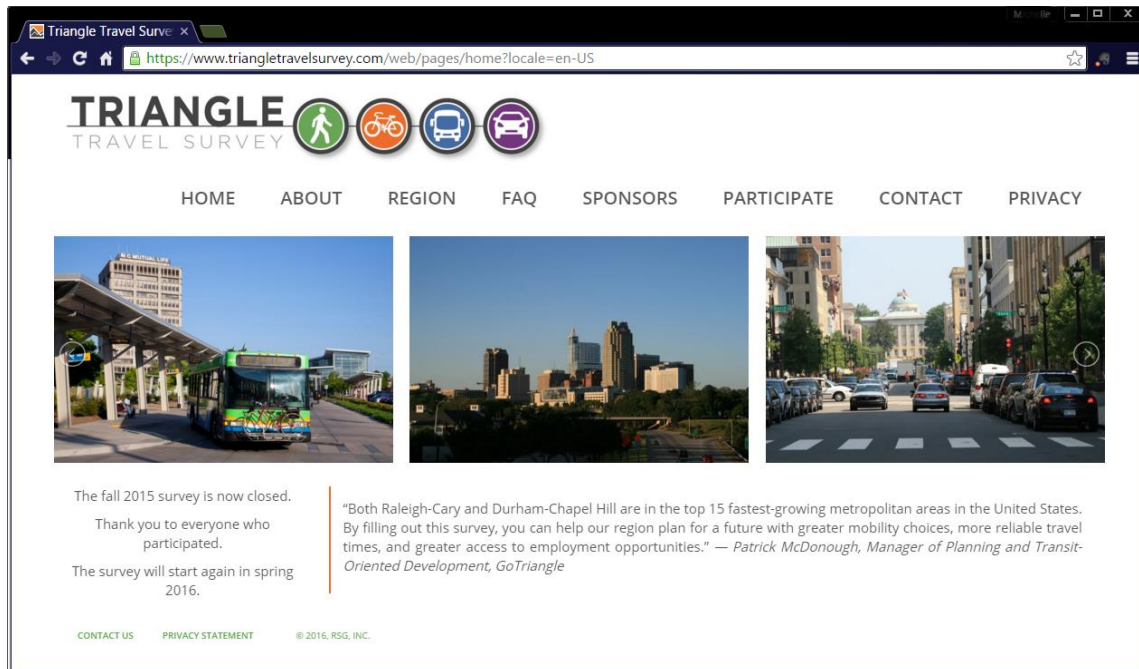 Triangle Travel Surve
https://www.triangletravelsurvey.com/web/pages/home?locale=en-US
TRIANGLE
TRAVEL SURVEY
HOME ABOUT REGION FAQ SPONSORS PARTICIPATE CONTACT PRIVACY
N C MUTUAL LIFE
The fall 2015 survey is now closed.
Thank you to everyone who
participated.
The survey will start again in spring
2016.
“Both Raleigh-Cary and Durham-Chapel Hill are in the top 15 fastest-growing metropolitan areas in the United States.
By filling out this survey, you can help our region plan for a future with greater mobility choices, more reliable travel
times, and greater access to employment opportunities.” — Patrick McDonough, Manager of Planning and Transit-
Oriented Development, GoTriangle
CONTACT US PRIVACY STATEMENT © 2016, RSG, INC.